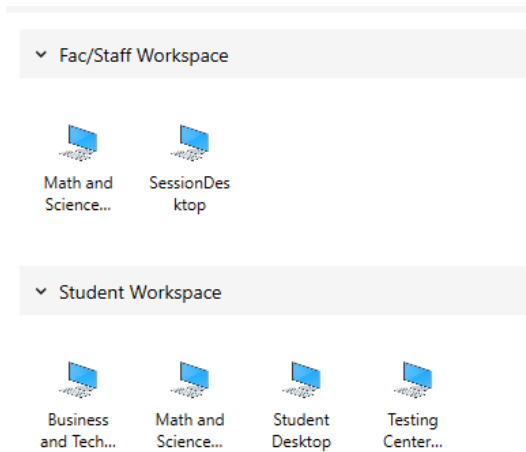 Fac/Staff Workspace
Math and
Science...
SessionDes
ktop
Student Workspace
Business
and Tech...
Math and
Science...
Student
Desktop
Testing
Center...